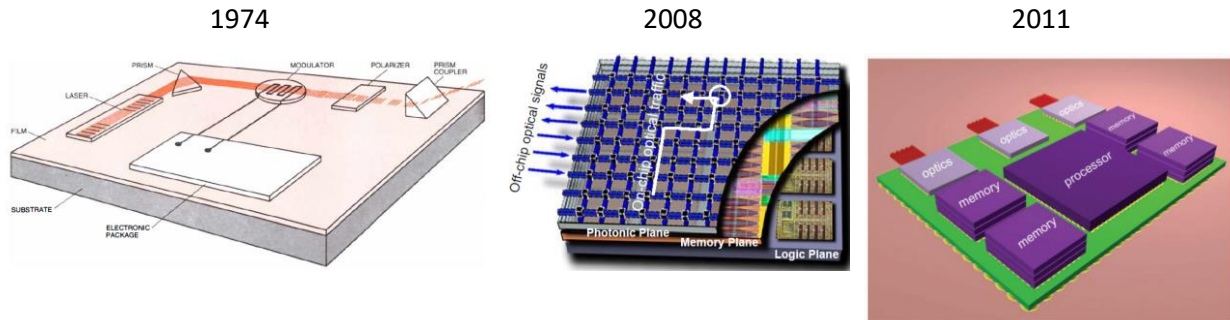 1974
2008
2011
PRISM
MODULATOR
POLARIZER
PRISM
COUPLER
LASER
FILM
SUBSTRATE
ELECTRONIC
PACKAGE
Off-chip optical signals
On-chip optical traffic
Photonic Plane
Memory Plane
Logic Plane
optics
optics
optics
memory
memory
processor
memory
memory